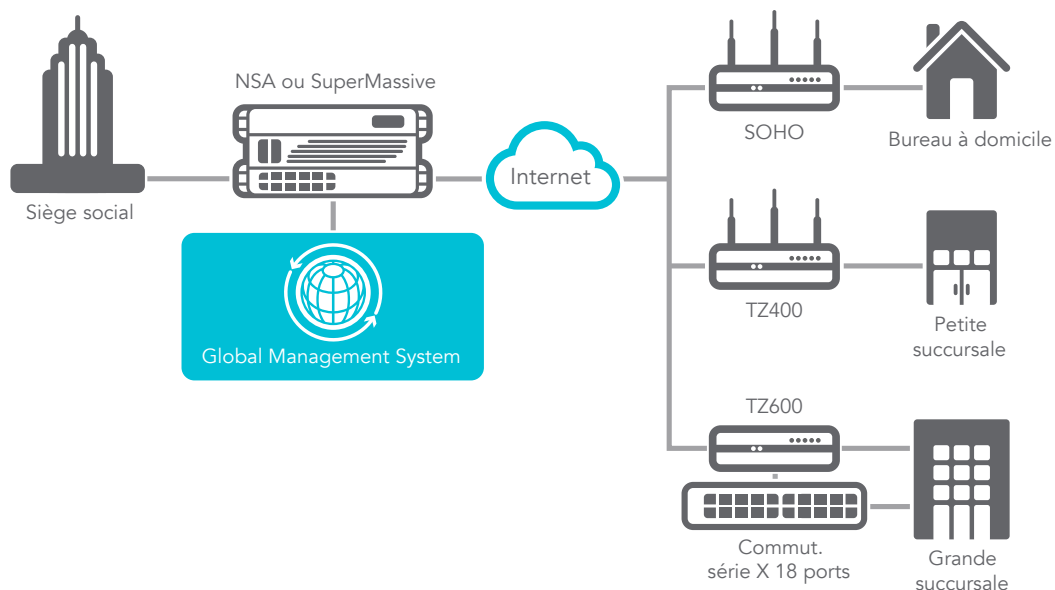 NSA ou SuperMassive
Siège social
Global Management System
Internet
SOHO
Bureau à domicile
TZ400
Petite
succursale
TZ600
Commut.
série X 18 ports
Grande
succursale